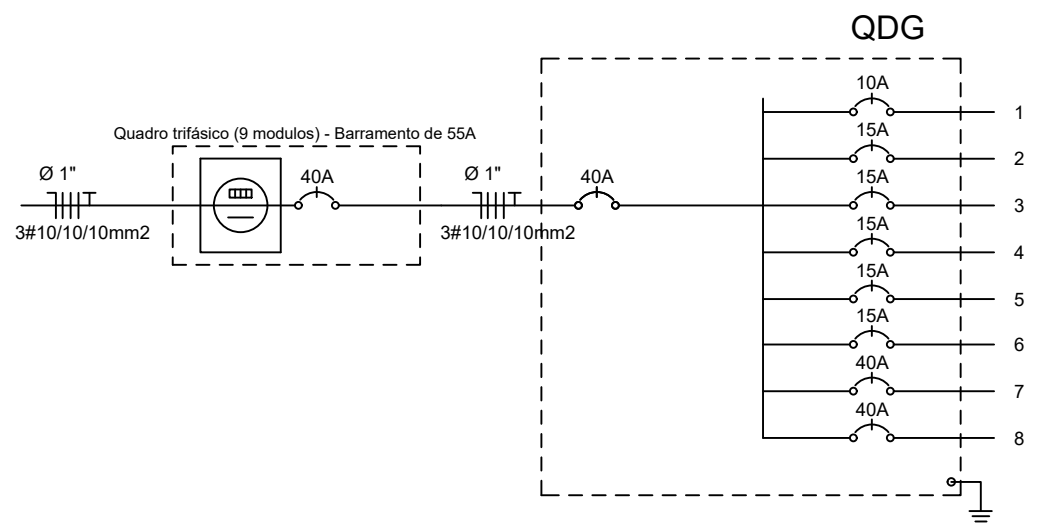 QDG
Quadro trifásico (9 modulos) - Barramento de 55A
Ø 1"
3#10/10/10mm2
40A
Ø 1"
3#10/10/10mm2
40A
10A
1
15A
2
15A
3
15A
4
15A
5
15A
6
40A
7
40A
8